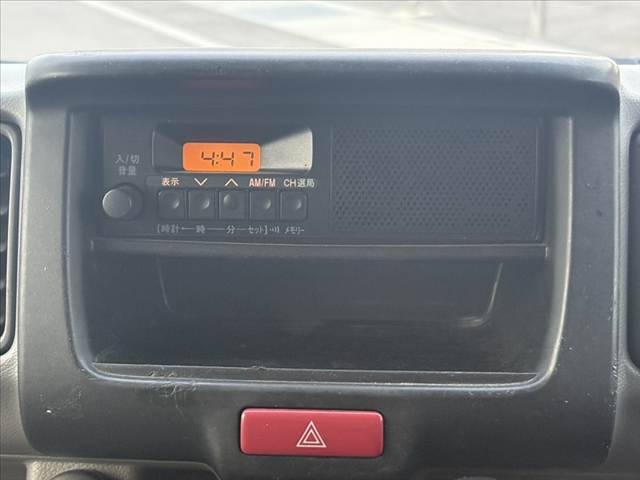 4:47
入/切
音量
表示 ∨ ∧ AM/FM CH選局
[時計← 時 分 セット] メモリー